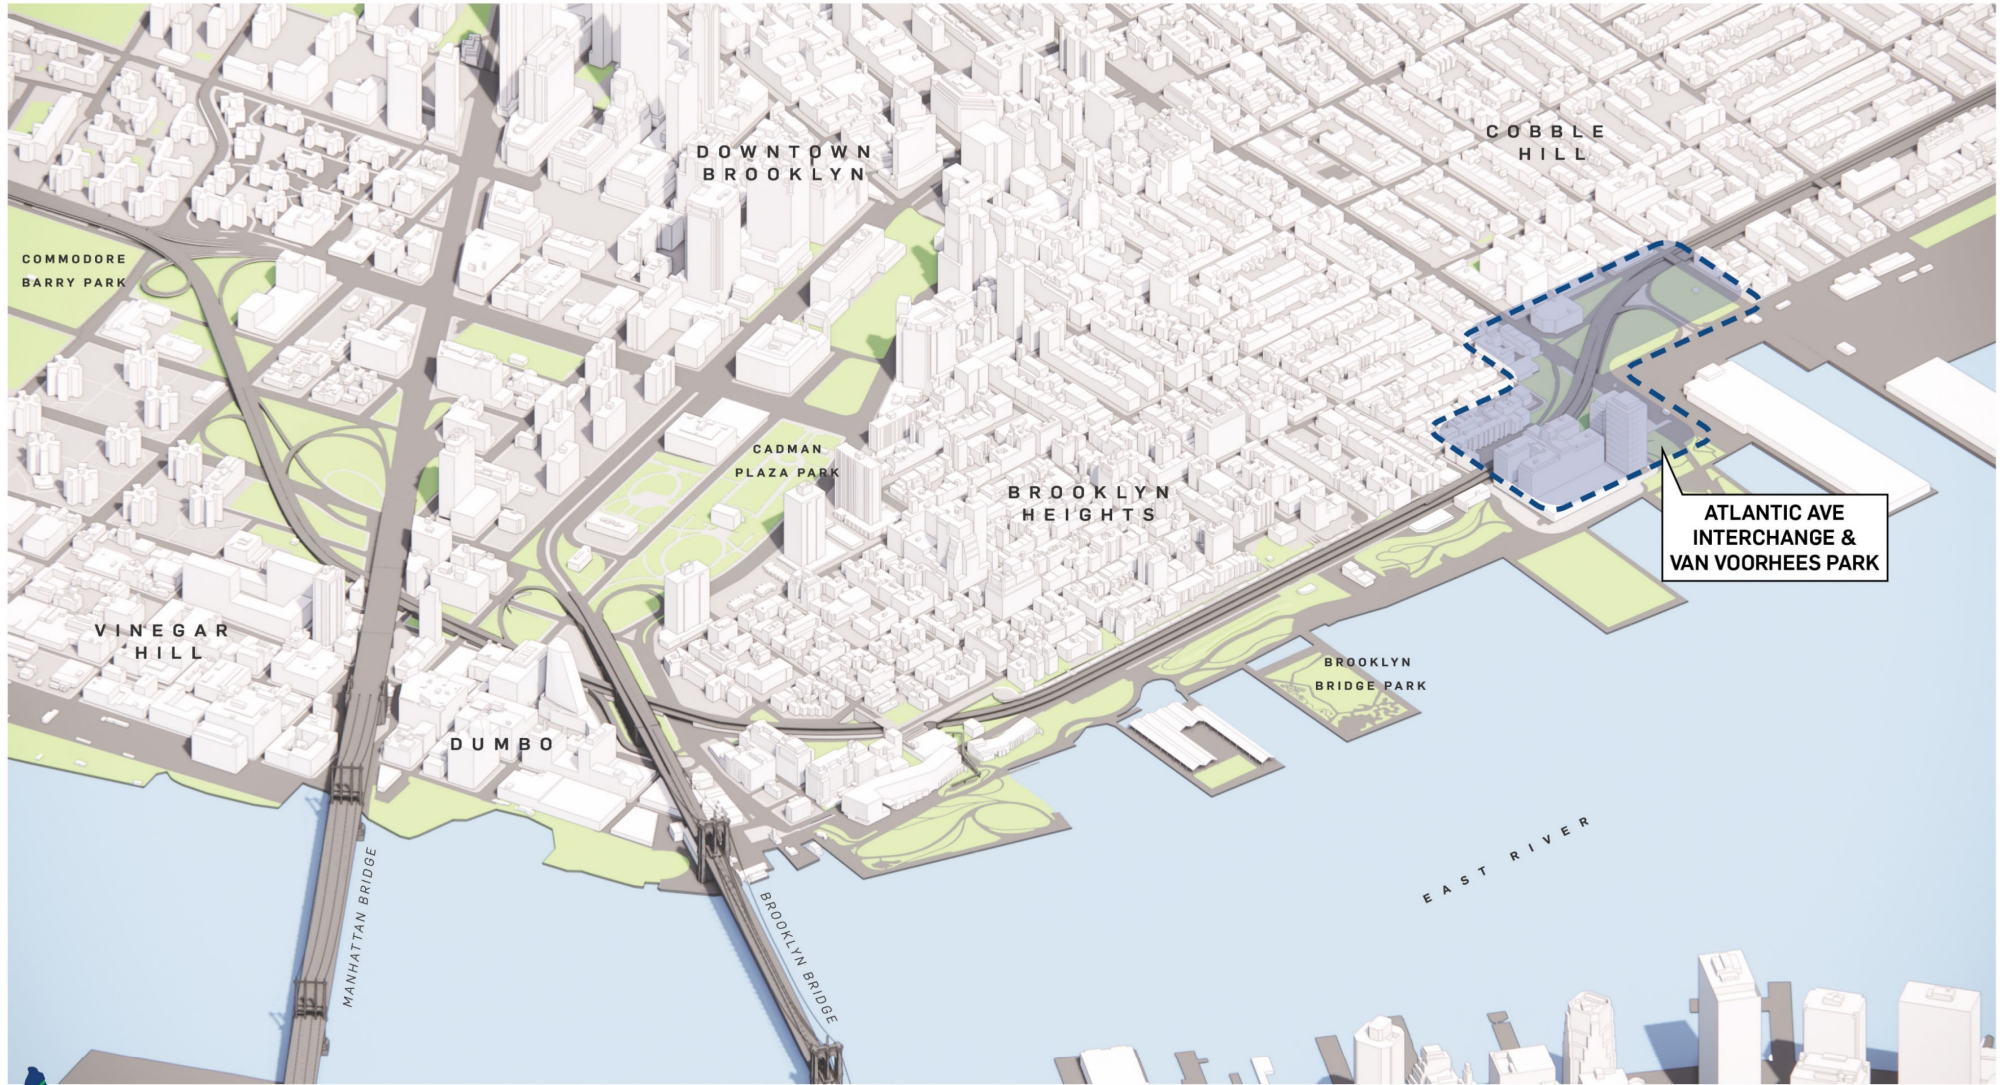 COBBLE
HILL
DOWNTOWN
BROOKLYN
COMMODORE
BARRY PARK
CADMAN
PLAZA PARK
BROOKLYN
HEIGHTS
ATLANTIC AVE
INTERCHANGE &
VAN VOORHEES PARK
VINEGAR
HILL
BROOKLYN
BRIDGE PARK
DUMBO
EAST RIVER
MANHATTAN BRIDGE
BROOKLYN BRIDGE